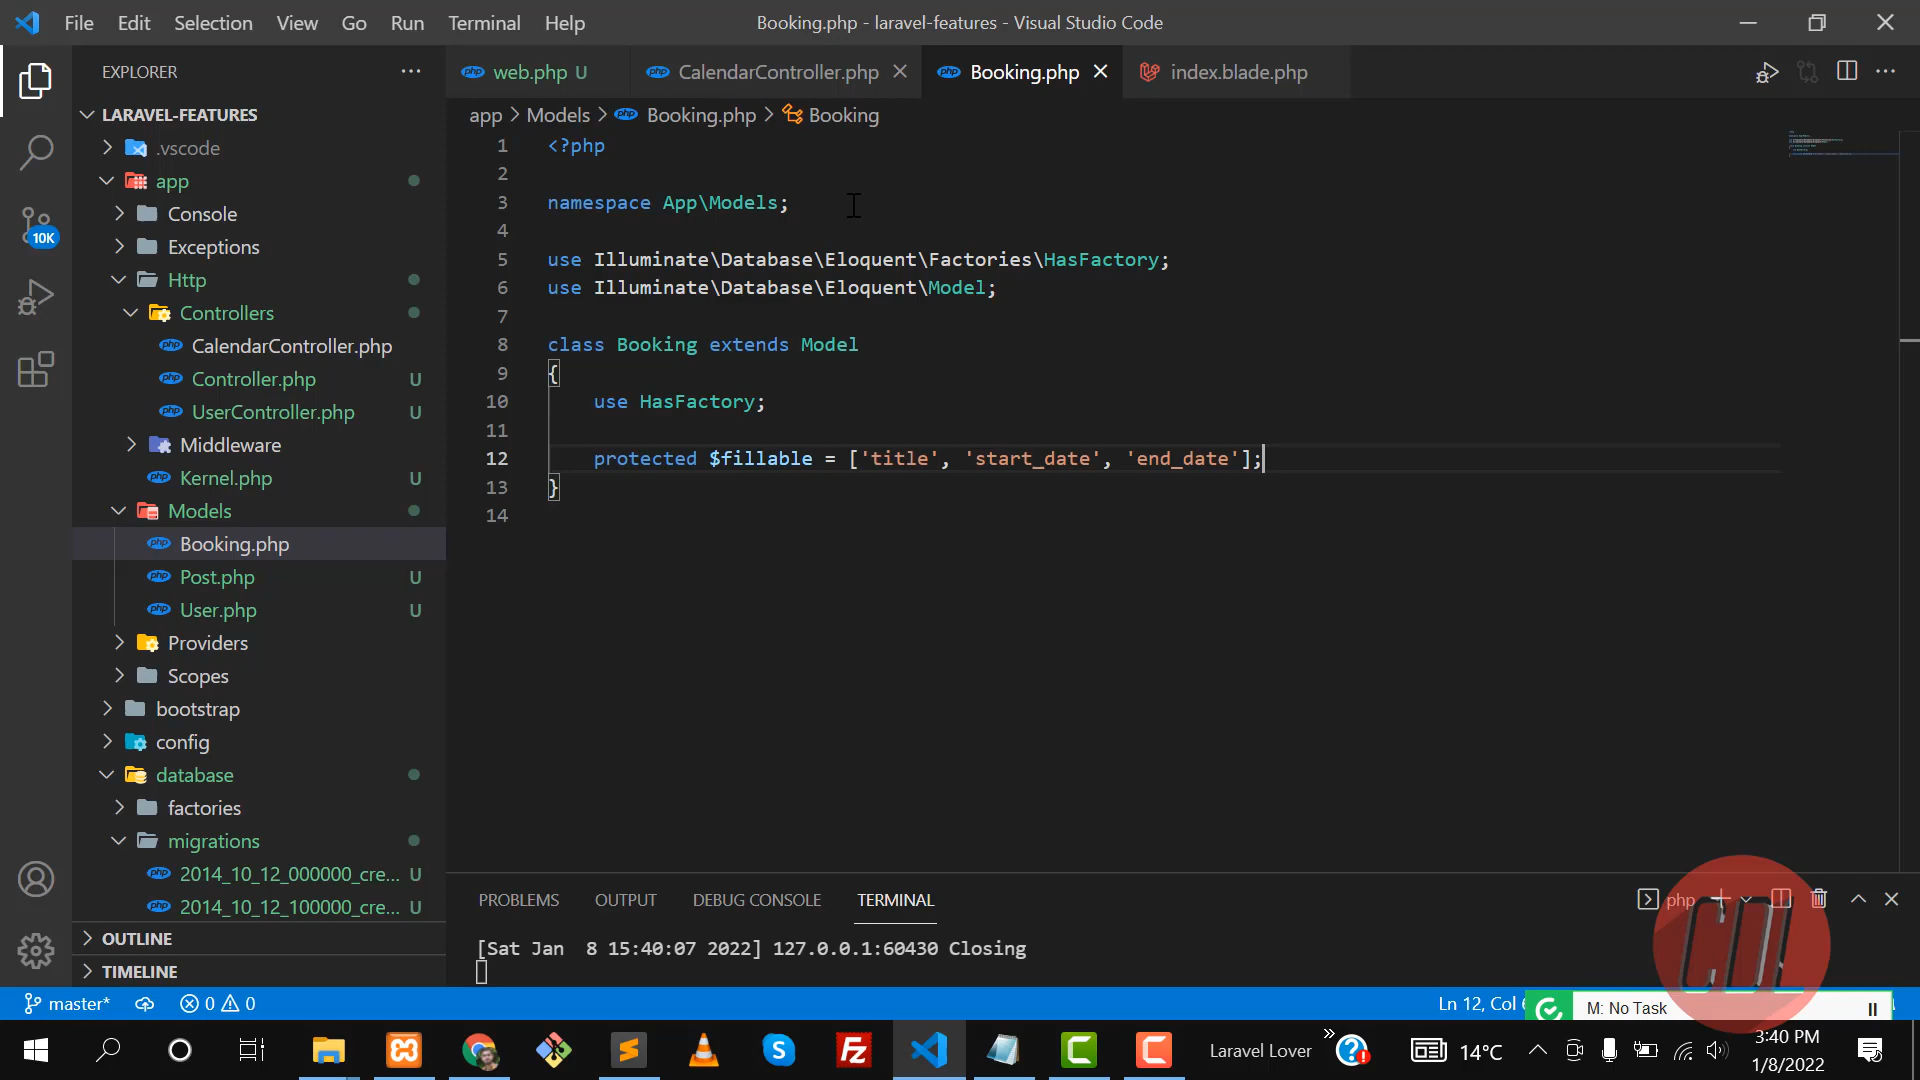 File Edit Selection View Go Run Terminal Help
Booking.php - laravel-features - Visual Studio Code
EXPLORER
LARAVEL-FEATURES
.vscode
app
Console
Exceptions
Http
Controllers
CalendarController.php
Controller.php U
UserController.php U
Middleware
Kernel.php U
Models
Booking.php
Post.php U
User.php U
Providers
Scopes
bootstrap
config
database
factories
migrations
2014_10_12_000000_cre... U
2014_10_12_100000_cre... U
OUTLINE
TIMELINE
10K
web.php U CalendarController.php Booking.php index.blade.php
app > Models > Booking.php > Booking
1 <?php
2
3 namespace App\Models;
4
5 use Illuminate\Database\Eloquent\Factories\HasFactory;
6 use Illuminate\Database\Eloquent\Model;
7
8 class Booking extends Model
9 {
10 use HasFactory;
11
12 protected $fillable = ['title', 'start_date', 'end_date'];
13 }
14
PROBLEMS OUTPUT DEBUG CONSOLE TERMINAL
php
[Sat Jan  8 15:40:07 2022] 127.0.0.1:60430 Closing
master* 0 0
Ln 12, Col
M: No Task
Laravel Lover
14°C
3:40 PM
1/8/2022